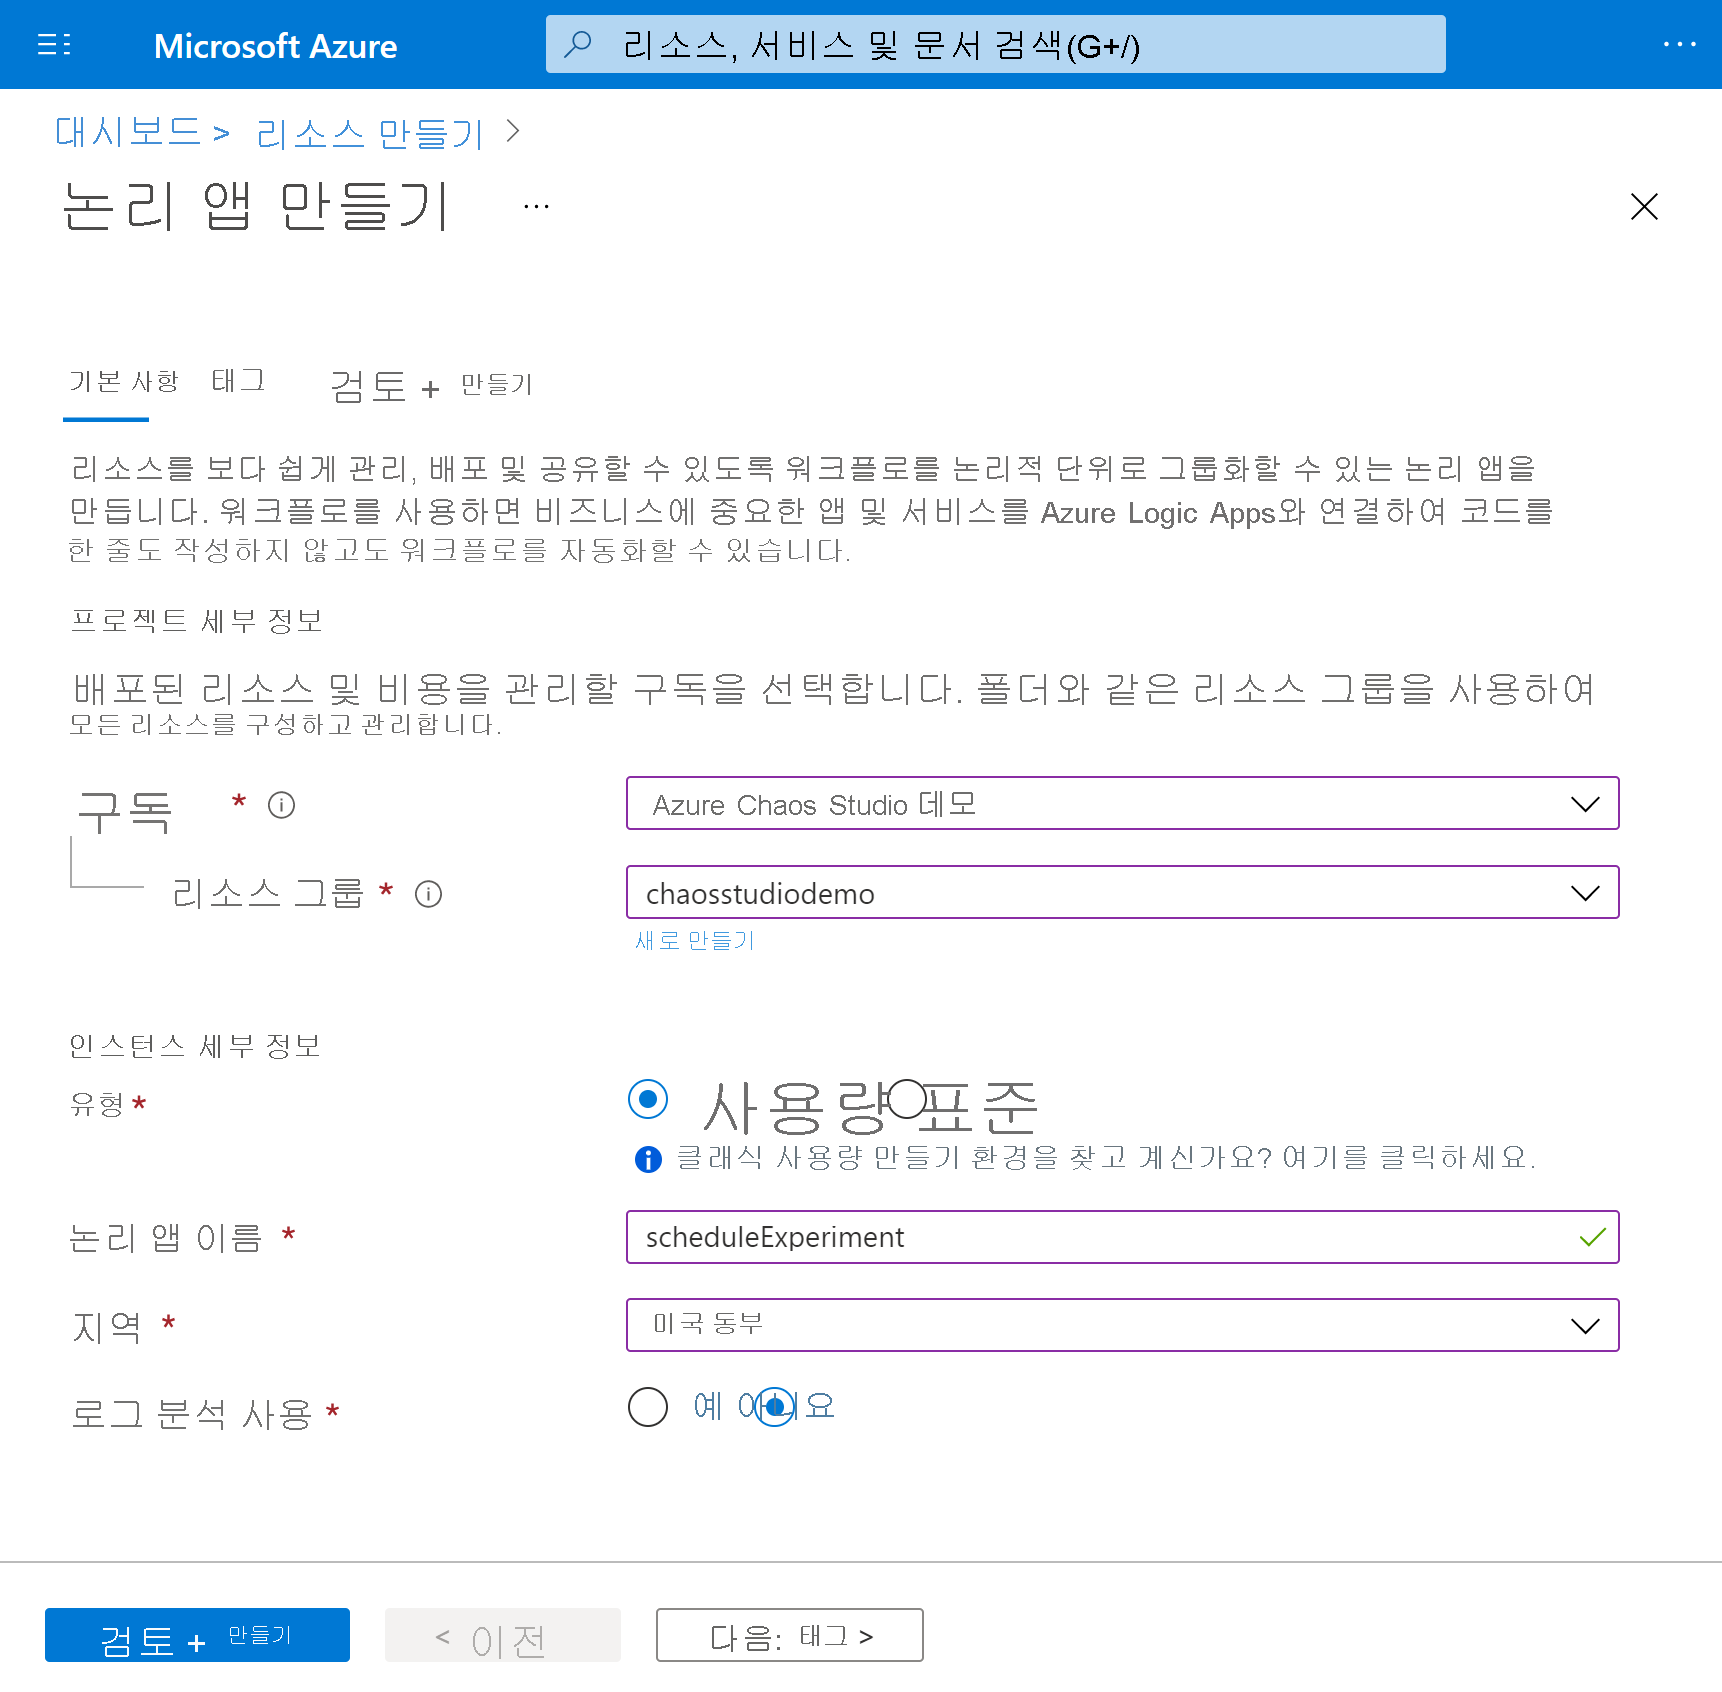 Microsoft Azure
리소스, 서비스 및 문서 검색(G+/)
대시보드 > 리소스 만들기 >
논리 앱 만들기 ...
기본 사항 태그 검토 + 만들기
리소스를 보다 쉽게 관리, 배포 및 공유할 수 있도록 워크플로를 논리적 단위로 그룹화할 수 있는 논리 앱을
만듭니다. 워크플로를 사용하면 비즈니스에 중요한 앱 및 서비스를 Azure Logic Apps와 연결하여 코드를
한 줄도 작성하지 않고도 워크플로를 자동화할 수 있습니다.
프로젝트 세부 정보
배포된 리소스 및 비용을 관리할 구독을 선택합니다. 폴더와 같은 리소스 그룹을 사용하여
모든 리소스를 구성하고 관리합니다.
구독 * Azure Chaos Studio 데모
리소스 그룹 * chaosstudiodemo
새로 만들기
인스턴스 세부 정보
유형 * 사용량 표준
클래식 사용량 만들기 환경을 찾고 계신가요? 여기를 클릭하세요.
논리 앱 이름 * scheduleExperiment
지역 * 미국 동부
로그 분석 사용 * 예 아니요
검토 + 만들기 < 이전 다음: 태그 >